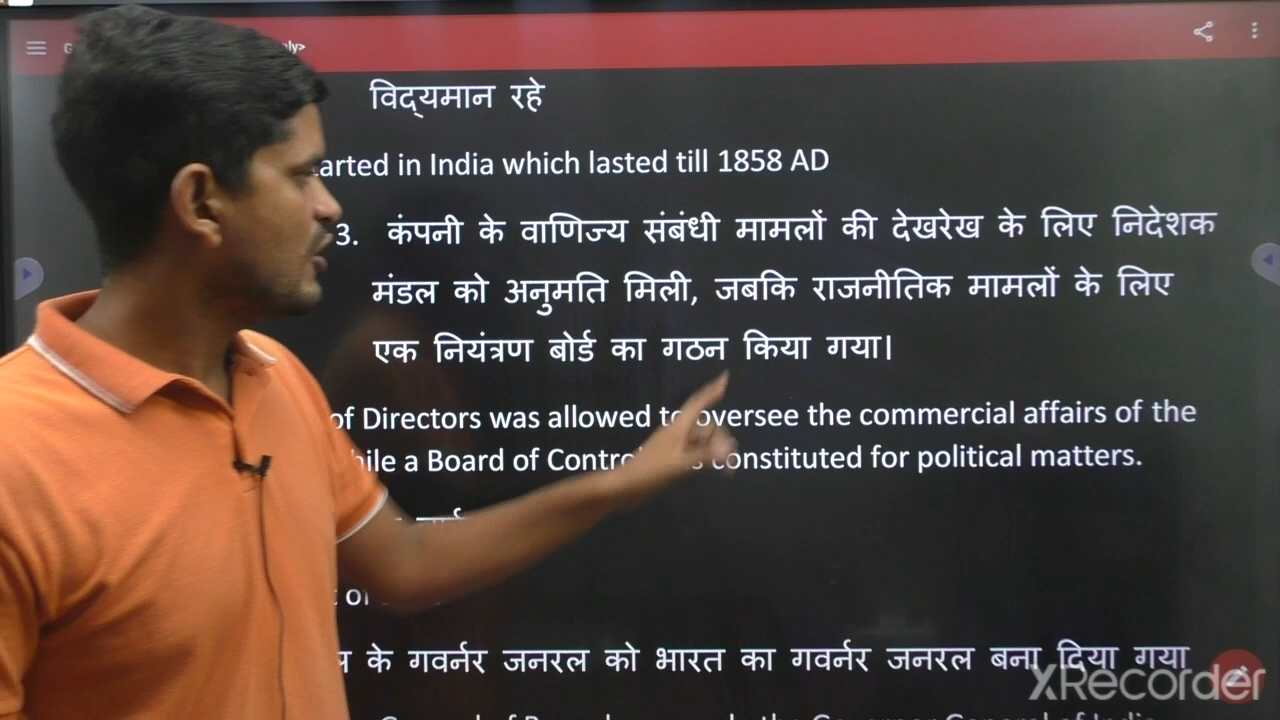 विद्यमान रहे
arted in India which lasted till 1858 AD
3. कंपनी के वाणिज्य संबंधी मामलों की देखरेख के लिए निदेशक
मंडल को अनुमति मिली, जबकि राजनीतिक मामलों के लिए
एक नियंत्रण बोर्ड का गठन किया गया।
of Directors was allowed to oversee the commercial affairs of the
hile a Board of Contro constituted for political matters.
के गवर्नर जनरल को भारत का गवर्नर जनरल बना दिया गया
XRecorder